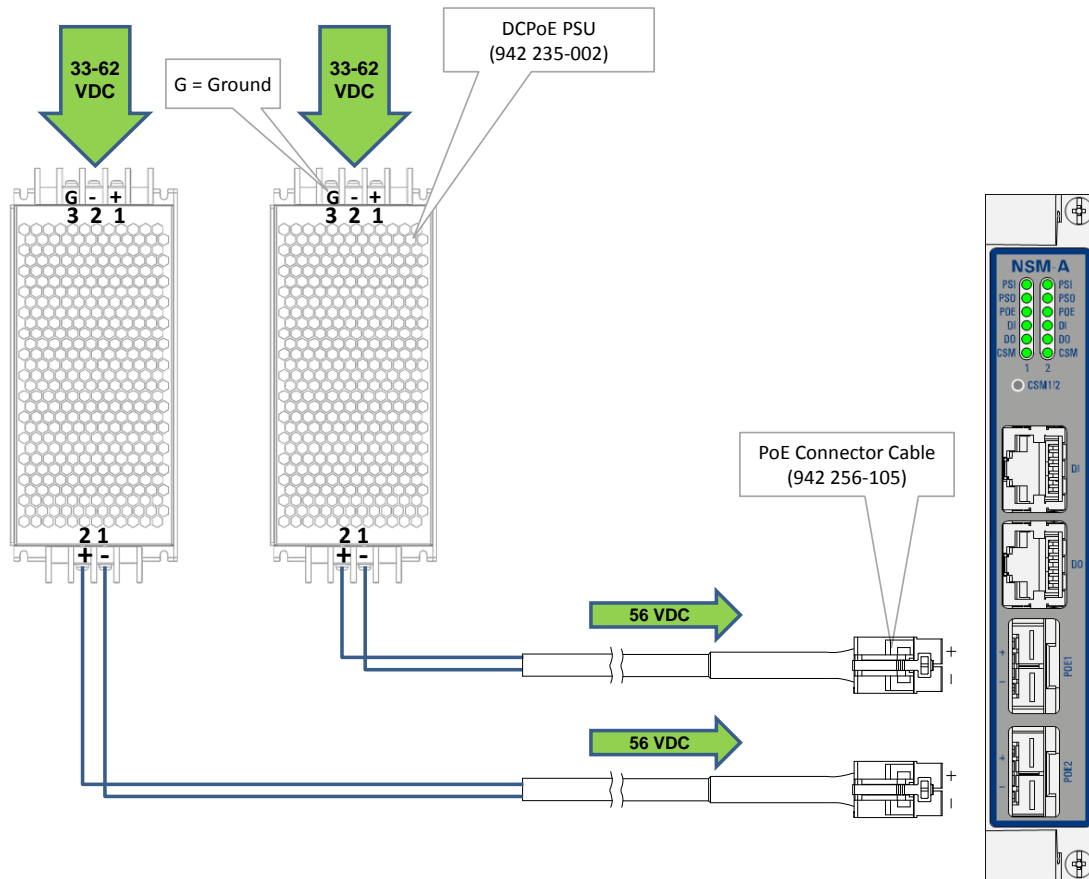 33-62
VDC
G = Ground
33-62
VDC
DCPoE PSU
(942 235-002)
G - +
3 2 1
G - +
3 2 1
2 1
+ -
2 1
+ -
NSM-A
PSI PSI
PSO PSO
POE POE
DI DI
DO DO
CSM CSM
1 2
CSM1/2
PoE Connector Cable
(942 256-105)
DI
DO
56 VDC
+
-
+
-
POE1
56 VDC
+
-
+
-
POE2